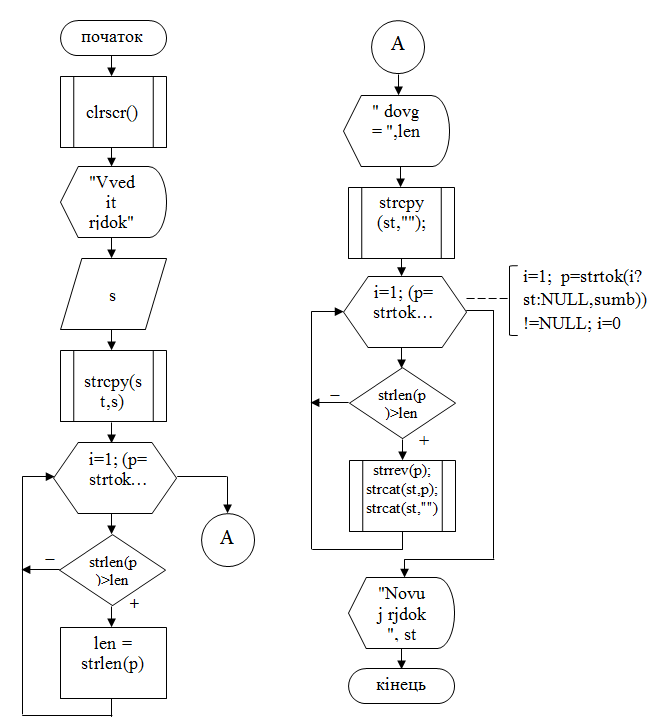 початок
clrscr()
"Vved
it
rjdok"
s
strcpy(s
t,s)
i=1; (p=
strtok...
A
–
strlen(p
)>len
+
len =
strlen(p)
A
" dovg
= ",len
strcpy
(st,"");
i=1; (p=
strtok...
i=1; p=strtok(i?
st:NULL,sumb))
!=NULL; i=0
–
strlen(p
)>len
+
strrev(p);
strcat(st,p);
strcat(st,"")
"Novu
j rjdok
", st
кінець